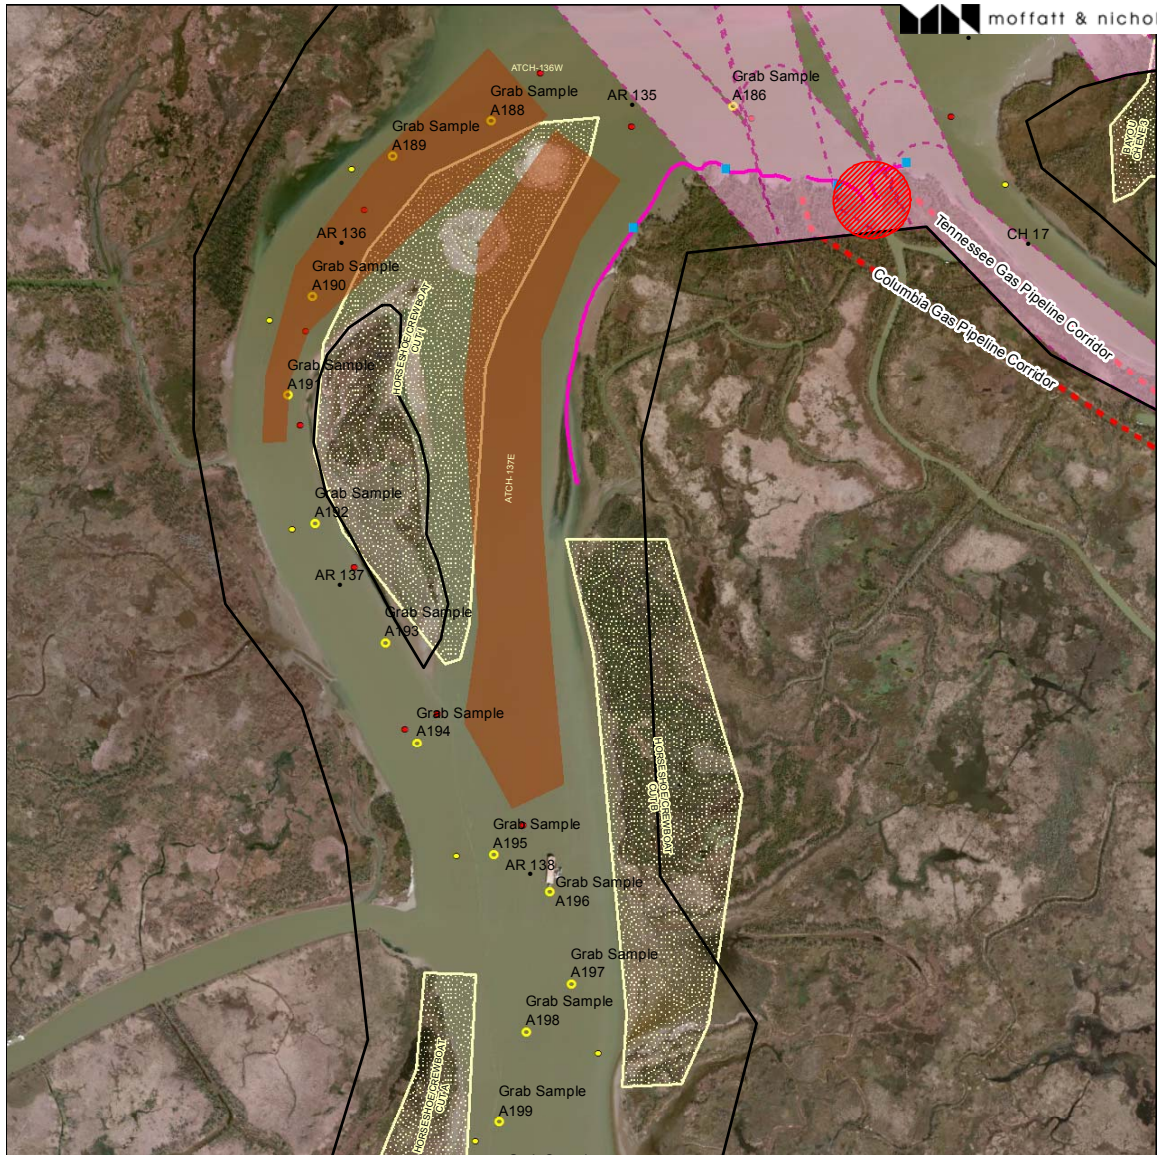 moffatt & nichol
ATCH-136W
Grab Sample
A186
Grab Sample
A188
AR 135
Grab Sample
A189
BAYOU
CHENE 3
AR 136
CH 17
Tennessee Gas Pipeline Corridor
Grab Sample
A190
Columbia Gas Pipeline Corridor
HORSESHOE/CREWBOAT
CUT I
Grab Sample
A191
ATCH-137E
Grab Sample
A192
AR 137
Grab Sample
A193
Grab Sample
A194
HORSESHOE/CREWBOAT
CUT B
Grab Sample
A195
AR 138
Grab Sample
A196
Grab Sample
A197
Grab Sample
A198
HORSESHOE/CREWBOAT
CUT A
Grab Sample
A199